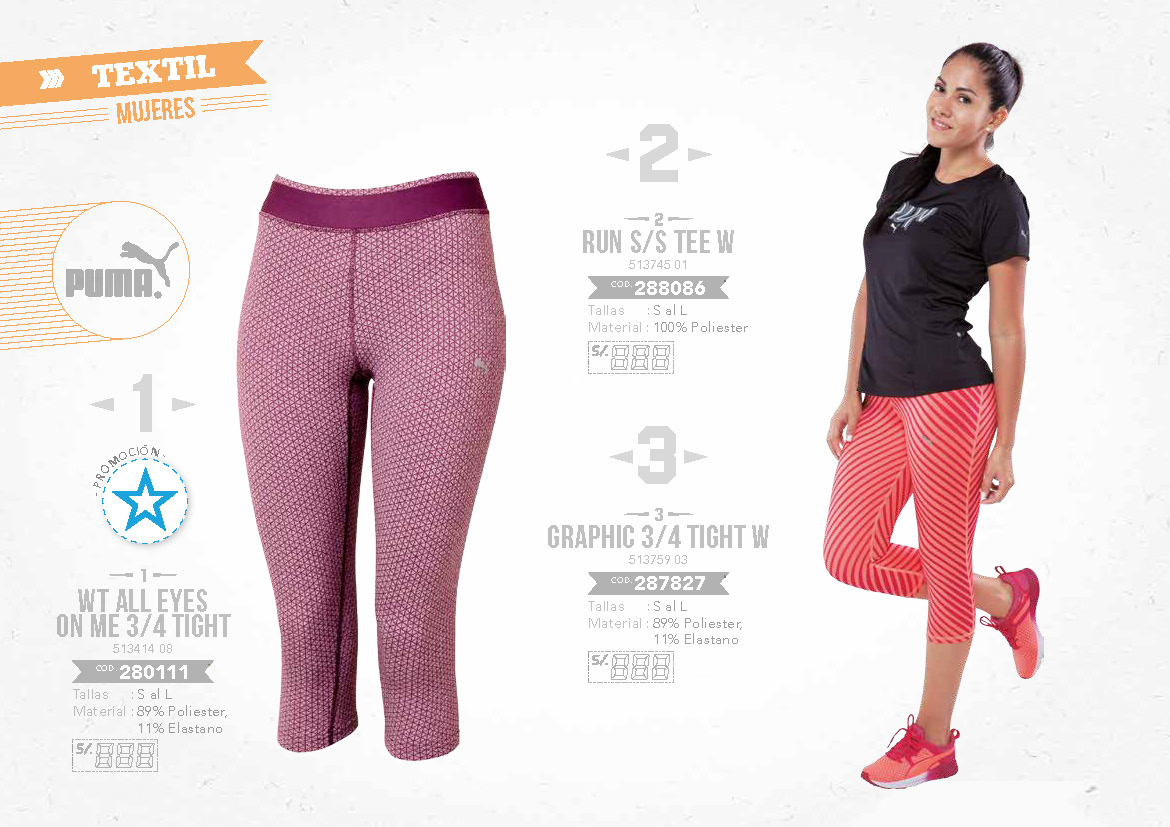 TEXTIL
MUJERES
PUMA.
1
PROMOCIÓN
1
WT ALL EYES
ON ME 3/4 TIGHT
513414 08
COD. 280111
Tallas : S al L
Material : 89% Poliester,
11% Elastano
S/. 888
2
2
RUN S/S TEE W
513745 01
COD. 288086
Tallas : S al L
Material : 100% Poliester
S/. 888
3
3
GRAPHIC 3/4 TIGHT W
513759 03
COD. 287827
Tallas : S al L
Material : 89% Poliester,
11% Elastano
S/. 888